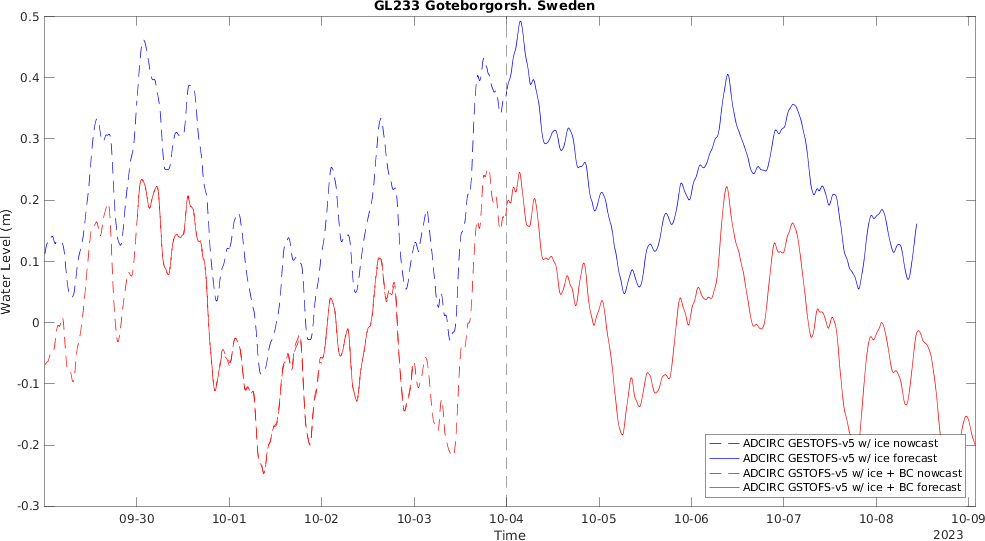 GL233 Goteborgorsh. Sweden
0.5
0.4
0.3
0.2
0.1
0
-0.1
-0.2
-0.3
Water Level (m)
ADCIRC GESTOFS-v5 w/ ice nowcast
ADCIRC GESTOFS-v5 w/ ice forecast
ADCIRC GSTOFS-v5 w/ ice + BC nowcast
ADCIRC GSTOFS-v5 w/ ice + BC forecast
09-30 10-01 10-02 10-03 10-04 10-05 10-06 10-07 10-08 10-09
Time
2023